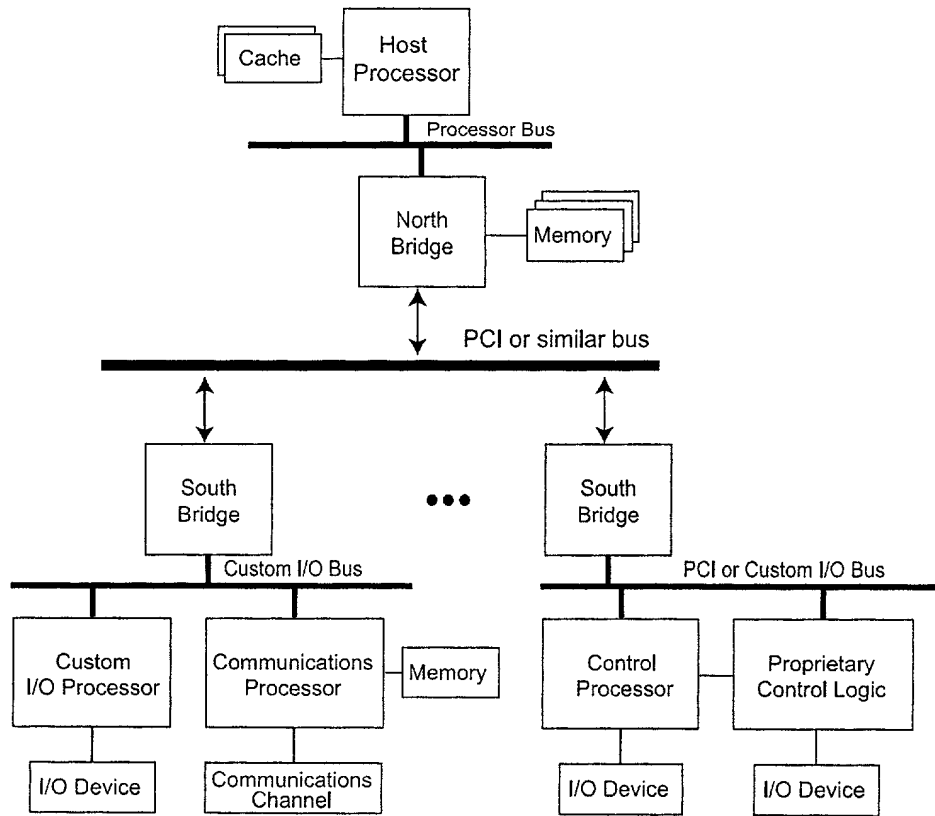 Cache
Host
Processor
Processor Bus
North
Bridge
Memory
PCI or similar bus
South
Bridge
South
Bridge
Custom I/O Bus
PCI or Custom I/O Bus
Custom
I/O Processor
Communications
Processor
Memory
Control
Processor
Proprietary
Control Logic
I/O Device
Communications
Channel
I/O Device
I/O Device